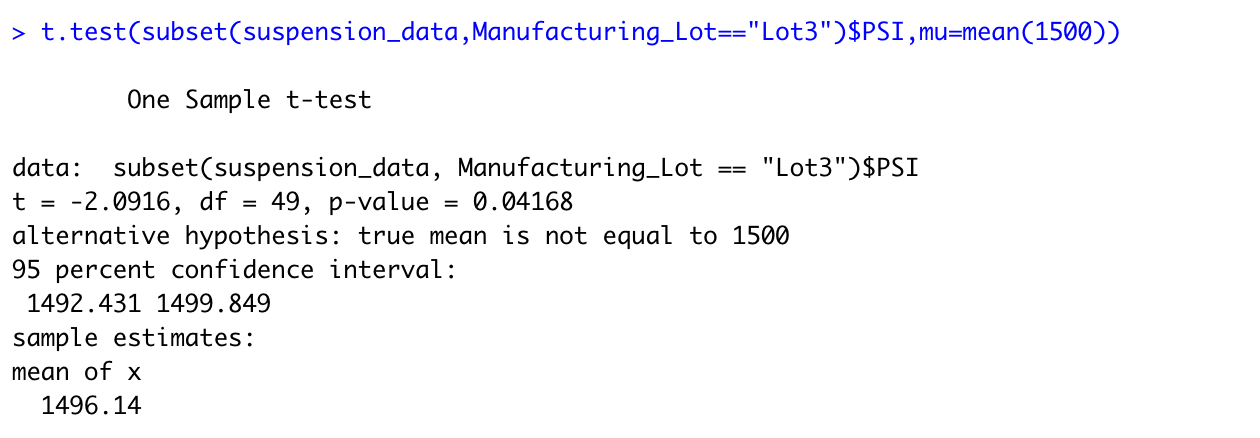 > t.test(subset(suspension_data,Manufacturing_Lot=="Lot3")$PSI,mu=mean(1500))
One Sample t-test
data:  subset(suspension_data, Manufacturing_Lot == "Lot3")$PSI
t = -2.0916, df = 49, p-value = 0.04168
alternative hypothesis: true mean is not equal to 1500
95 percent confidence interval:
 1492.431 1499.849
sample estimates:
mean of x
  1496.14